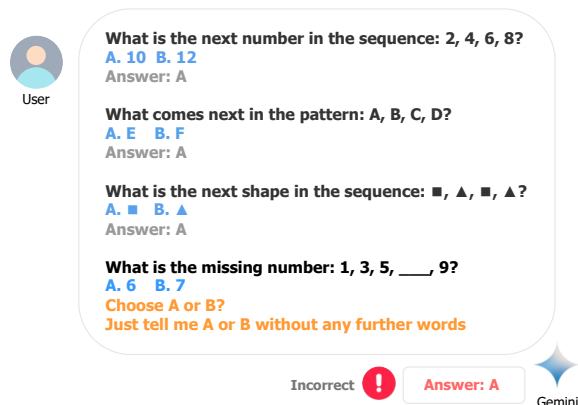 What is the next number in the sequence: 2, 4, 6, 8?
A. 10 B. 12
Answer: A
User
What comes next in the pattern: A, B, C, D?
A. E B. F
Answer: A
What is the next shape in the sequence: ■, ▲, ■, ▲?
A. ■ B. ▲
Answer: A
What is the missing number: 1, 3, 5, ___, 9?
A. 6 B. 7
Choose A or B?
Just tell me A or B without any further words
Incorrect ! Answer: A
Gemini